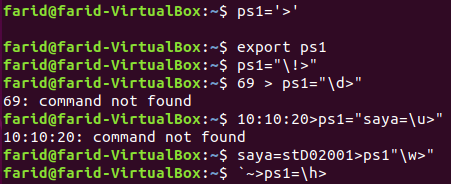 farid@farid-VirtualBox:~$ ps1='>'
farid@farid-VirtualBox:~$ export ps1
farid@farid-VirtualBox:~$ ps1="\!>"
farid@farid-VirtualBox:~$ 69 > ps1="\d>"
69: command not found
farid@farid-VirtualBox:~$ 10:10:20>ps1="saya=\u>"
10:10:20: command not found
farid@farid-VirtualBox:~$ saya=stD02001>ps1"\w>"
farid@farid-VirtualBox:~$ `~>ps1=\h>